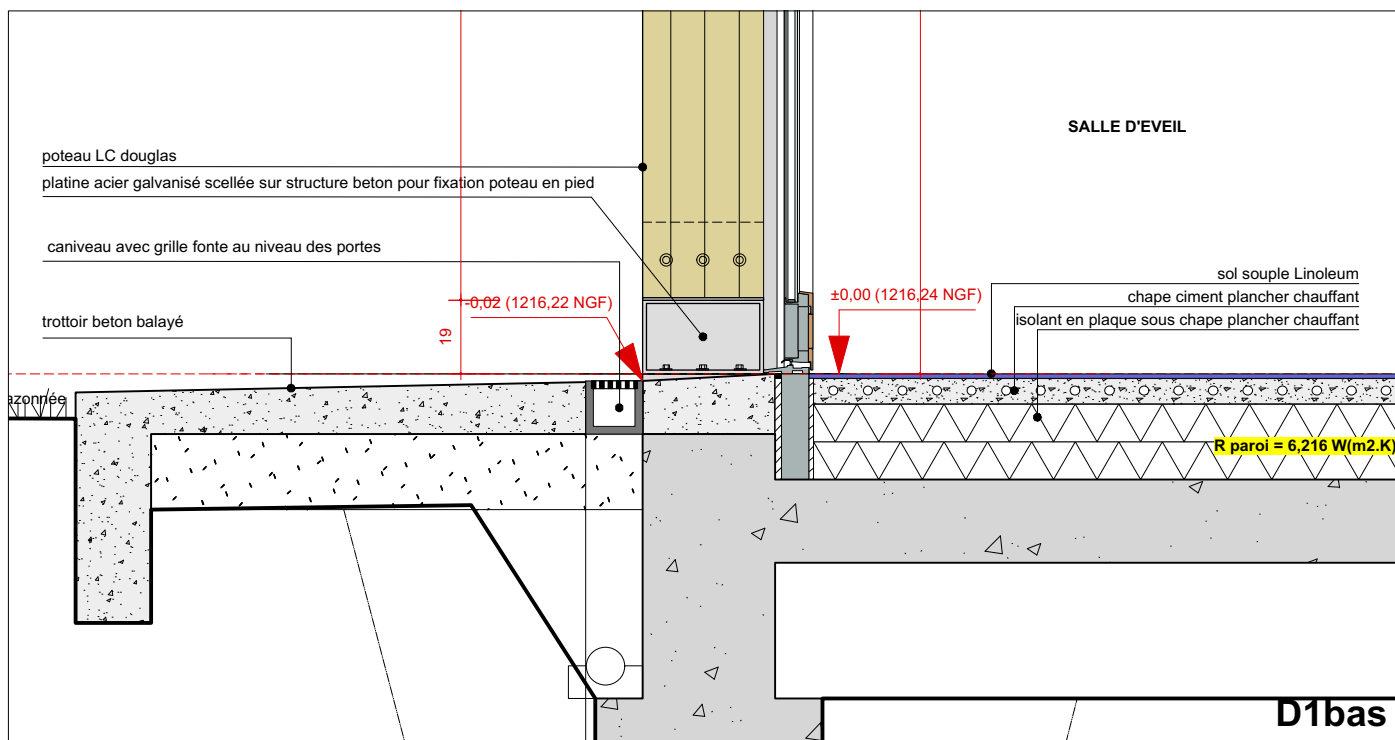 SALLE D'EVEIL
poteau LC douglas
platine acier galvanisé scellée sur structure beton pour fixation poteau en pied
caniveau avec grille fonte au niveau des portes
sol souple Linoleum
-0,02 (1216,22 NGF)
±0,00 (1216,24 NGF)
chape ciment plancher chauffant
trottoir beton balayé
isolant en plaque sous chape plancher chauffant
19
azonnée
R paroi = 6,216 W(m2.K)
D1bas